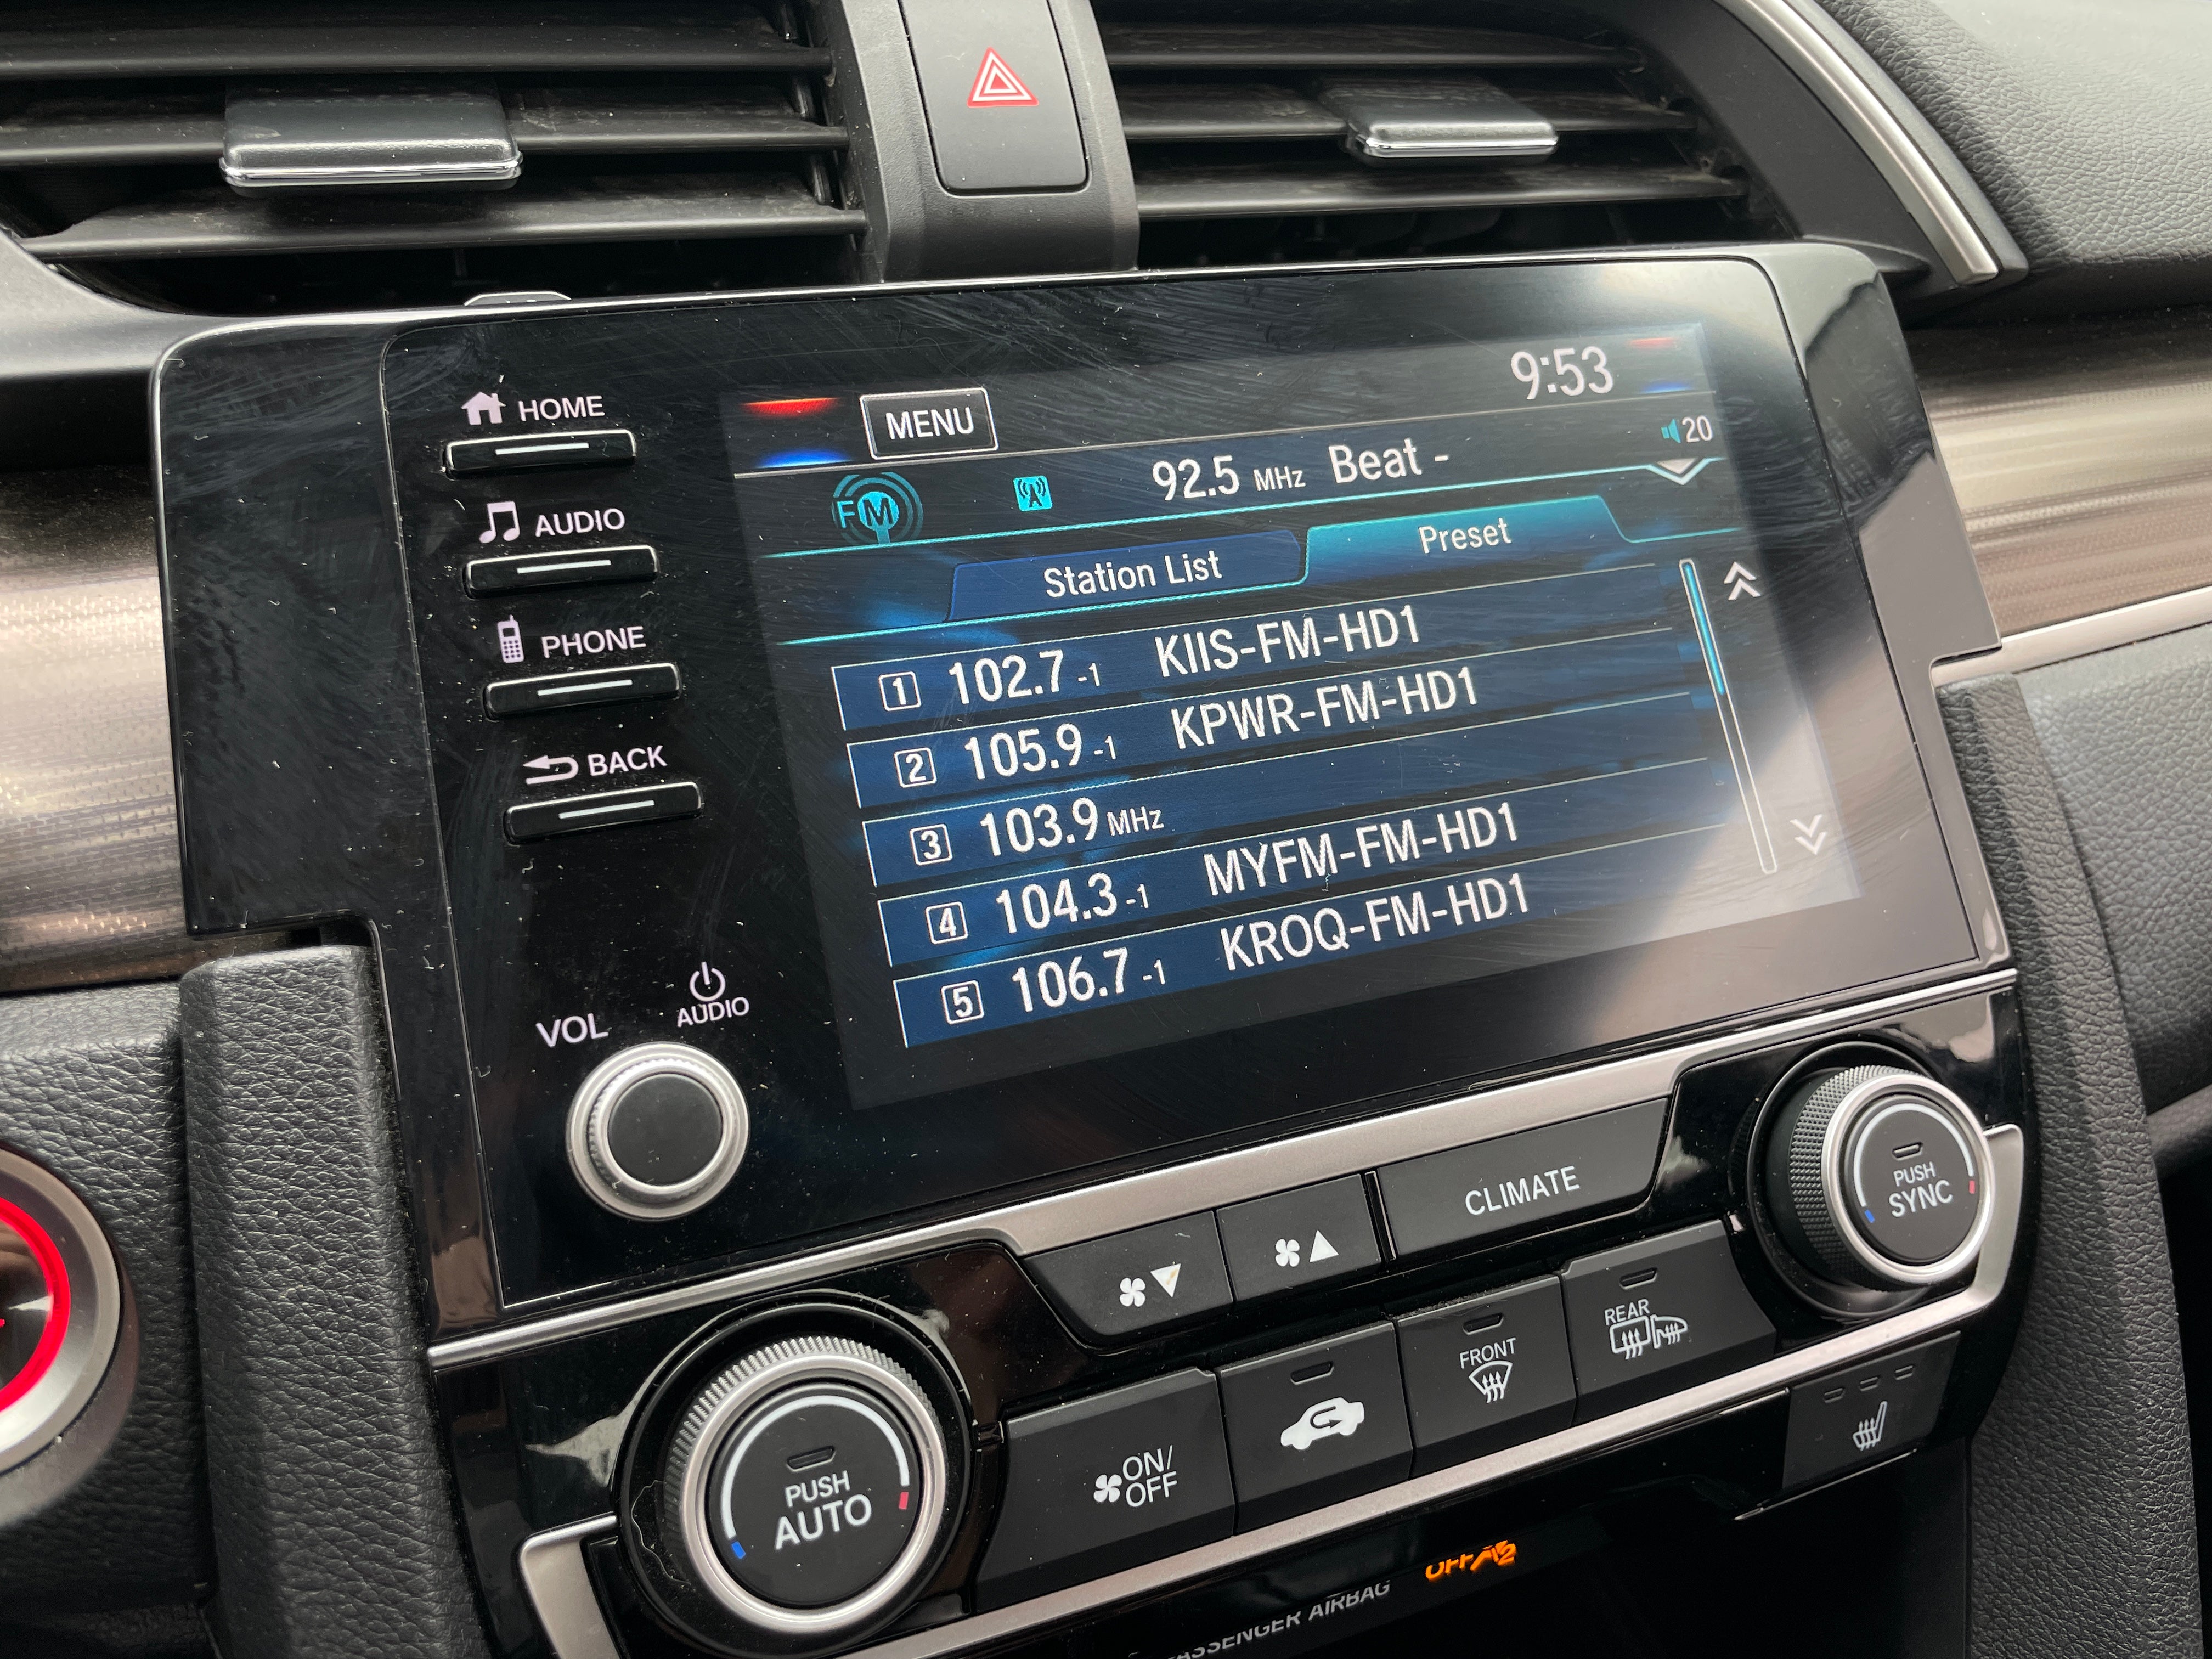 9:53
MENU
20
FM 92.5 MHz Beat -
Station List Preset
1 102.7-1 KIIS-FM-HD1
2 105.9-1 KPWR-FM-HD1
3 103.9 MHz
4 104.3-1 MYFM-FM-HD1
5 106.7-1 KROQ-FM-HD1
HOME
AUDIO
PHONE
BACK
VOL
AUDIO
CLIMATE
PUSH
SYNC
REAR
FRONT
ON/
OFF
PUSH
AUTO
AIRBAG
OFF
2